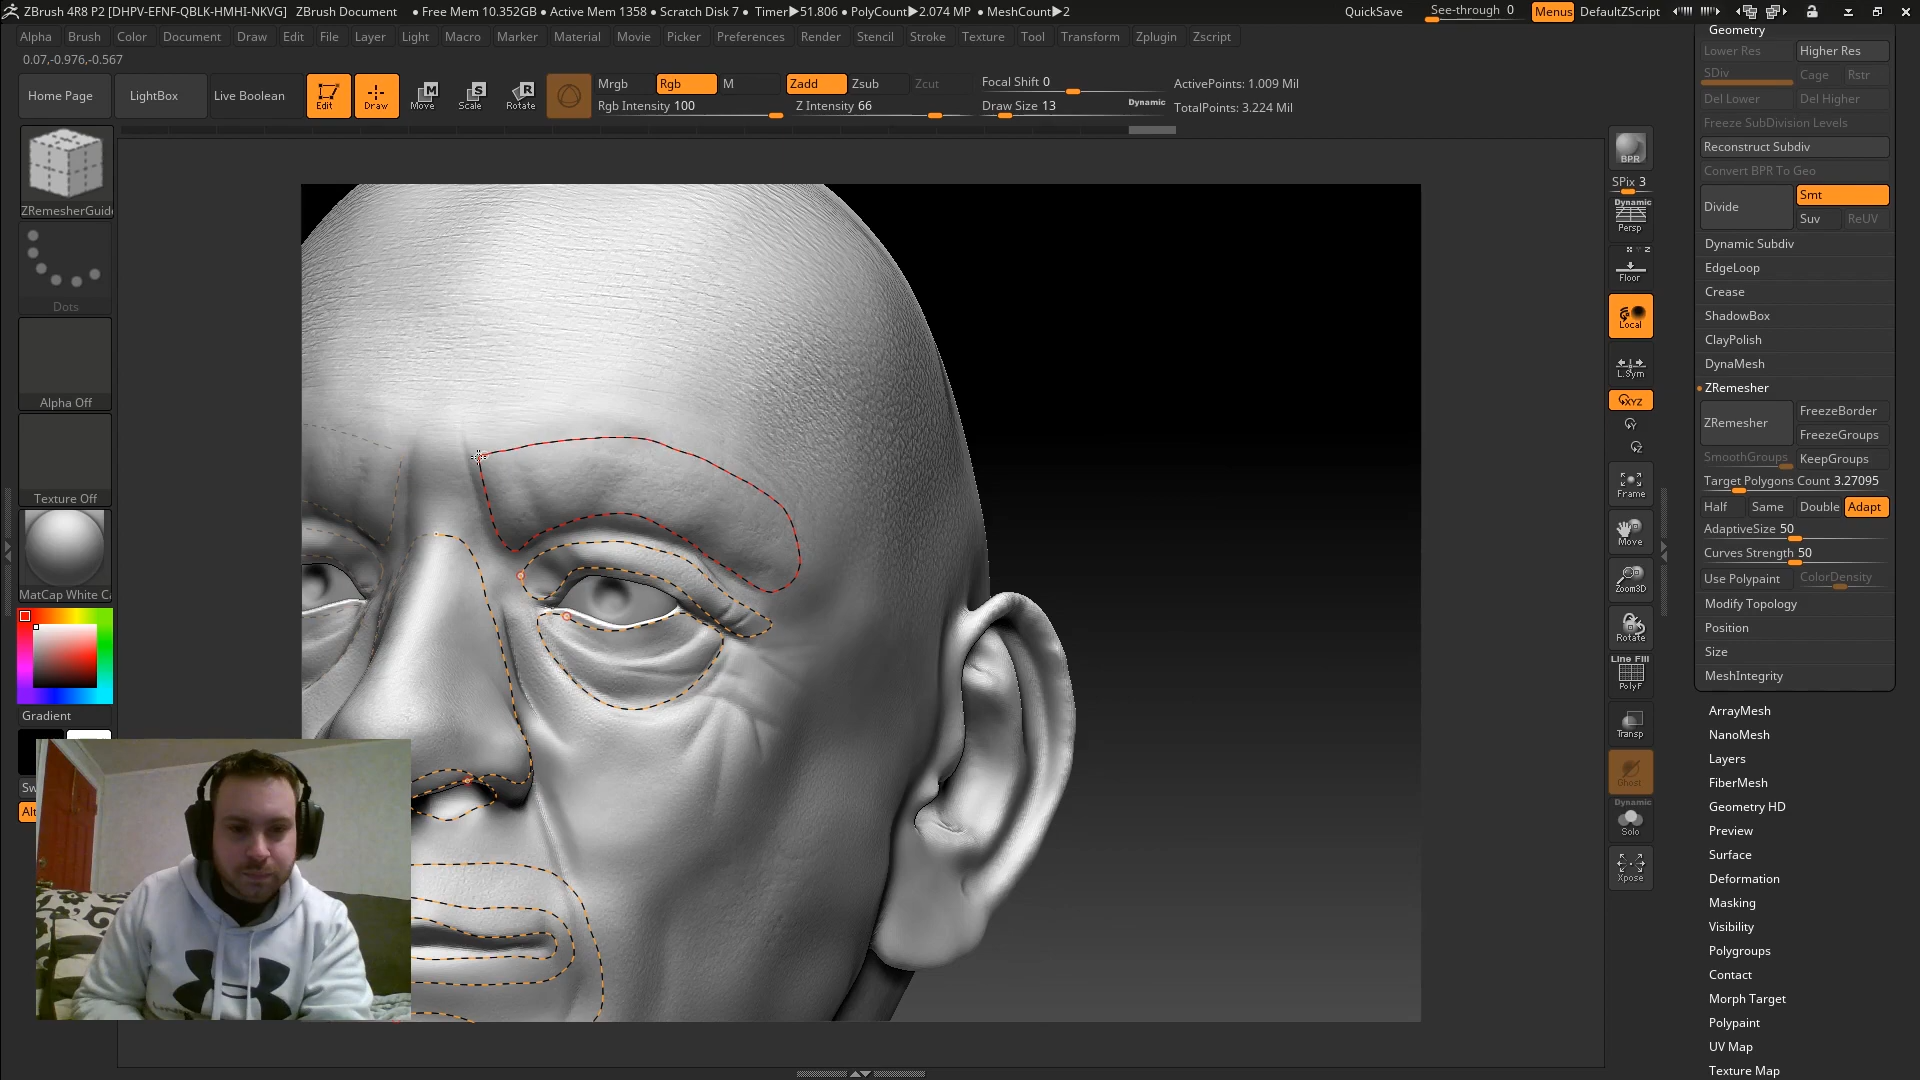 ZBrush 4R8 P2 [DHPV-EFNF-QBLK-HMHI-NKVG] ZBrush Document • Free Mem 10.352GB • Active Mem 1358 • Scratch Disk 7 • Timer▶51.806 • PolyCount▶2.074 MP • MeshCount▶2 QuickSave See-through 0 Menus DefaultZScript
Alpha Brush Color Document Draw Edit File Layer Light Macro Marker Material Movie Picker Preferences Render Stencil Stroke Texture Tool Transform Zplugin Zscript
0.07,-0.976,-0.567
Home Page LightBox Live Boolean Edit Draw Move Scale Rotate
Mrgb Rgb M Zadd Zsub Zcut Focal Shift 0 ActivePoints: 1.009 Mil
Rgb Intensity 100 Z Intensity 66 Draw Size 13 Dynamic TotalPoints: 3.224 Mil
ZRemesherGuid
Dots
Alpha Off
Texture Off
MatCap White Ca
Gradient
Sw
Alt
BPR
SPix 3
Dynamic
Persp
Floor
Local
L.Sym
XYZ
Frame
Move
Zoom3D
Rotate
Line Fill
PolyF
Transp
Ghost
Dynamic
Solo
Xpose
Geometry
Lower Res Higher Res
SDiv Cage Rstr
Del Lower Del Higher
Freeze SubDivision Levels
Reconstruct Subdiv
Convert BPR To Geo
Divide Smt
Suv ReUV
Dynamic Subdiv
EdgeLoop
Crease
ShadowBox
ClayPolish
DynaMesh
ZRemesher
ZRemesher FreezeBorder
FreezeGroups
SmoothGroups KeepGroups
Target Polygons Count 3.27095
Half Same Double Adapt
AdaptiveSize 50
Curves Strength 50
Use Polypaint ColorDensity
Modify Topology
Position
Size
MeshIntegrity
ArrayMesh
NanoMesh
Layers
FiberMesh
Geometry HD
Preview
Surface
Deformation
Masking
Visibility
Polygroups
Contact
Morph Target
Polypaint
UV Map
Texture Map